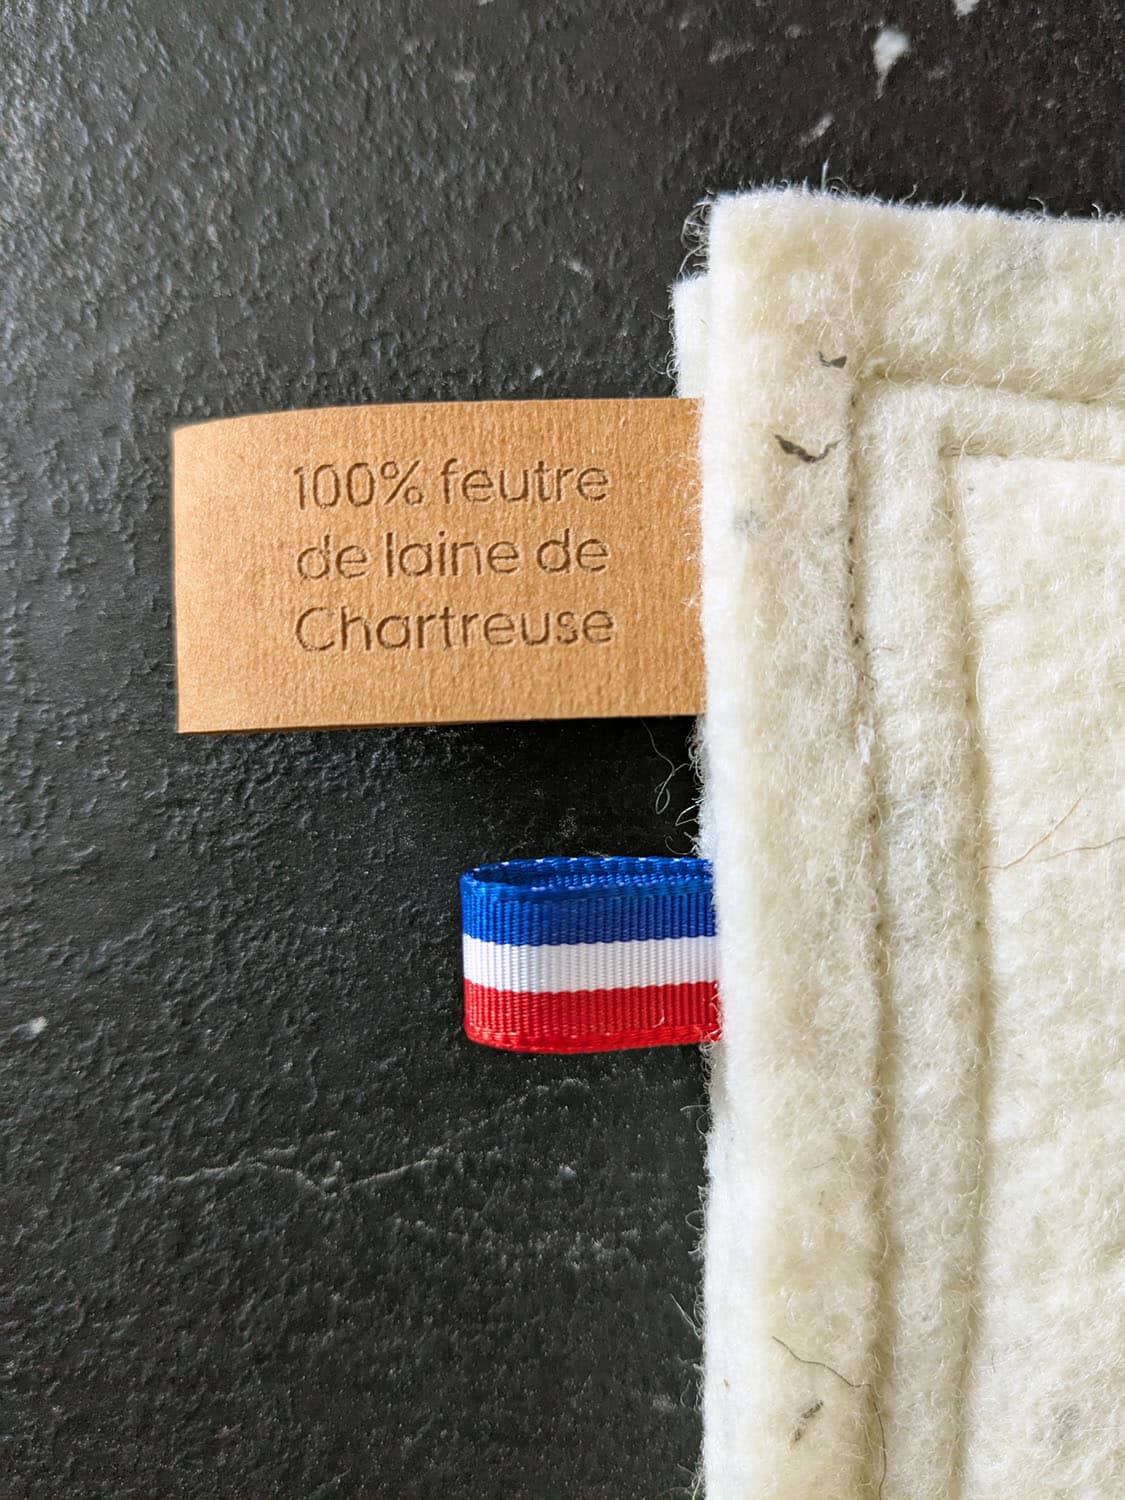 100% feutre
de laine de
Chartreuse